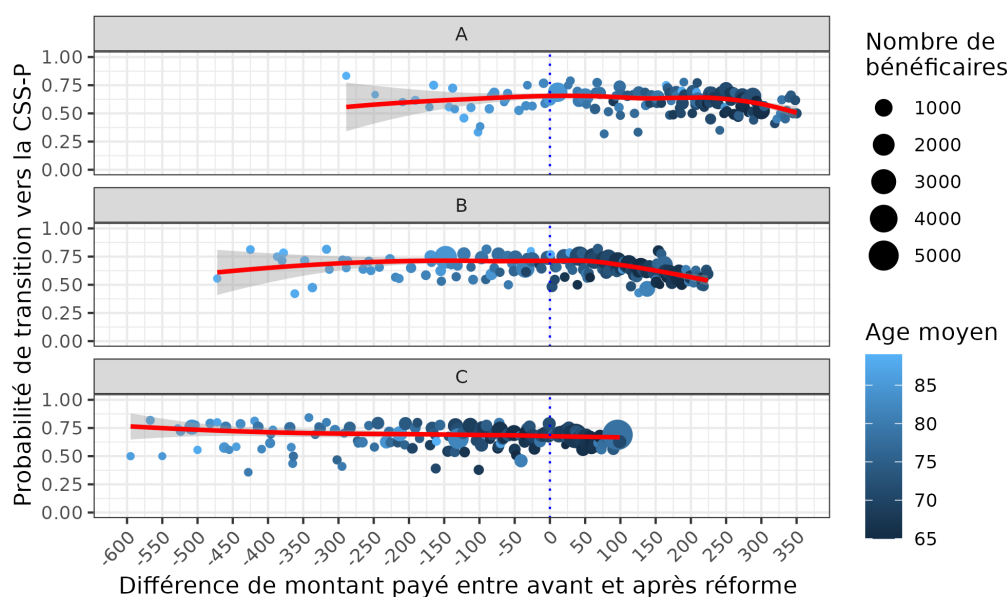 A
1.00
0.75
0.50
0.25
0.00
B
1.00
0.75
0.50
0.25
0.00
C
1.00
0.75
0.50
0.25
0.00
-600 -550 -500 -450 -400 -350 -300 -250 -200 -150 -100 -50 0 50 100 150 200 250 300 350
Différence de montant payé entre avant et après réforme
Probabilité de transition vers la CSS-P
Nombre de
bénéficaires
1000
2000
3000
4000
5000
Age moyen
85
80
75
70
65